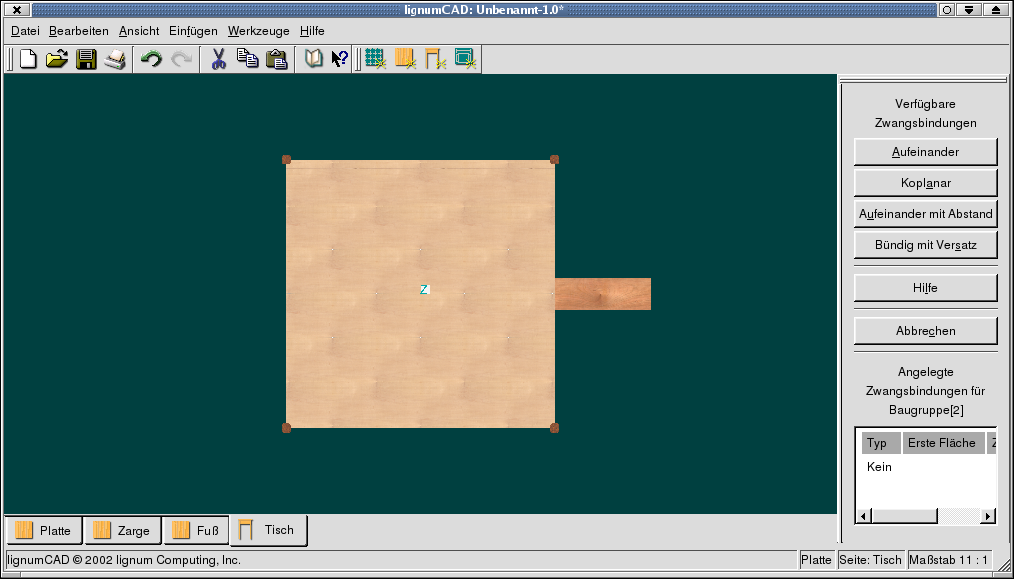 lignumCAD: Unbenannt-1.0*
Datei Bearbeiten Ansicht Einfügen Werkzeuge Hilfe
Verfügbare
Zwangsbindungen
Aufeinander
Koplanar
Aufeinander mit Abstand
Bündig mit Versatz
Hilfe
Abbrechen
Angelegte
Zwangsbindungen für
Baugruppe[2]
Typ Erste Fläche Z
Kein
Z
Platte Zarge Fuß Tisch
lignumCAD © 2002 lignum Computing, Inc. Platte Seite: Tisch Maßstab 11 : 1